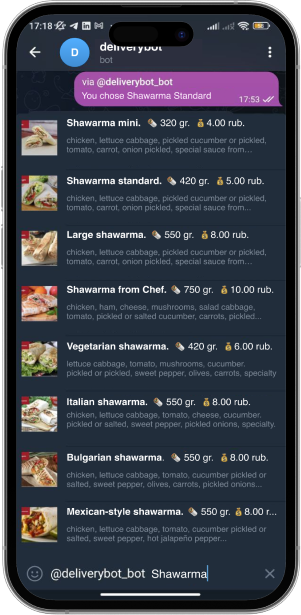 17:18
deliverybot
bot
via @deliverybot_bot
You chose Shawarma Standard
17:53
Shawarma mini. 🌯 320 gr. 💰4.00 rub.
chicken, lettuce cabbage, pickled cucumber or pickled,
tomato, carrot, onion pickled, special sauce from...
Shawarma standard. 🌯 420 gr. 💰5.00 rub.
chicken, lettuce cabbage, pickled cucumber or pickled,
tomato, carrot, onion pickled, special sauce from...
Large shawarma. 🌯 550 gr. 💰8.00 rub.
chicken, lettuce cabbage, pickled cucumber or pickled,
tomato, carrot, onion pickled, special sauce from...
Shawarma from Chef. 🌯 750 gr. 💰10.00 rub.
chicken, ham, cheese, mushrooms, salad cabbage,
tomato, pickled or salted cucumber, carrots, pickled...
Vegetarian shawarma. 🌯 420 gr. 💰6.00 rub.
lettuce cabbage, tomato, mushrooms, cucumber.
pickled or pickled, sweet pepper, olives, carrots, specialty
Italian shawarma. 🌯 550 gr. 💰8.00 rub.
chicken, lettuce cabbage, tomato, cheese, cucumber.
pickled or salted, olives, tomatoes, pickled onions, specialty.
Bulgarian shawarma. 🌯 550 gr. 💰8.00 rub.
chicken, lettuce cabbage, tomato, cucumber pickled or
salted, sweet pepper, olives, carrots, pickled onions...
Mexican-style shawarma. 🌯 550 gr. 💰8.00 r...
chicken, lettuce cabbage, tomato, cucumber pickled or
salted, sweet pepper, hot jalapeño pepper...
@deliverybot_bot Shawarma